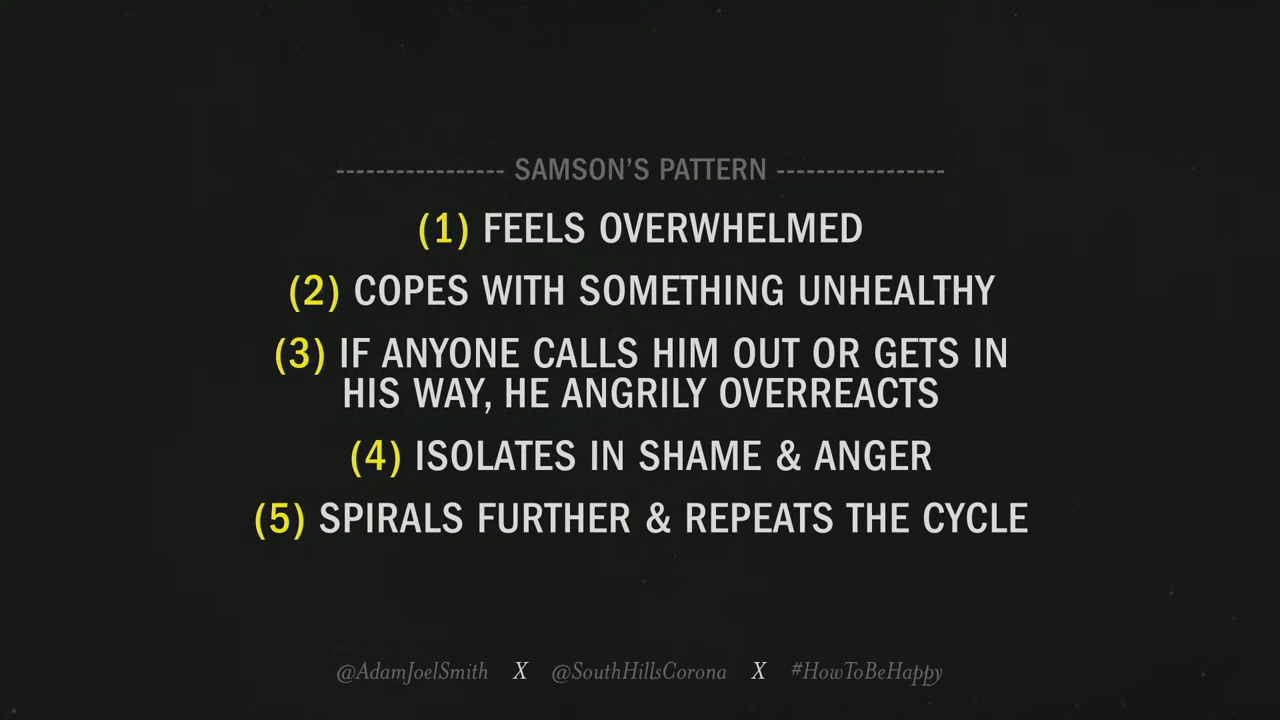 ----------------- SAMSON'S PATTERN -----------------
(1) FEELS OVERWHELMED
(2) COPES WITH SOMETHING UNHEALTHY
(3) IF ANYONE CALLS HIM OUT OR GETS IN
HIS WAY, HE ANGRILY OVERREACTS
(4) ISOLATES IN SHAME & ANGER
(5) SPIRALS FURTHER & REPEATS THE CYCLE
@AdamJoelSmith X @SouthHillsCorona X #HowToBeHappy